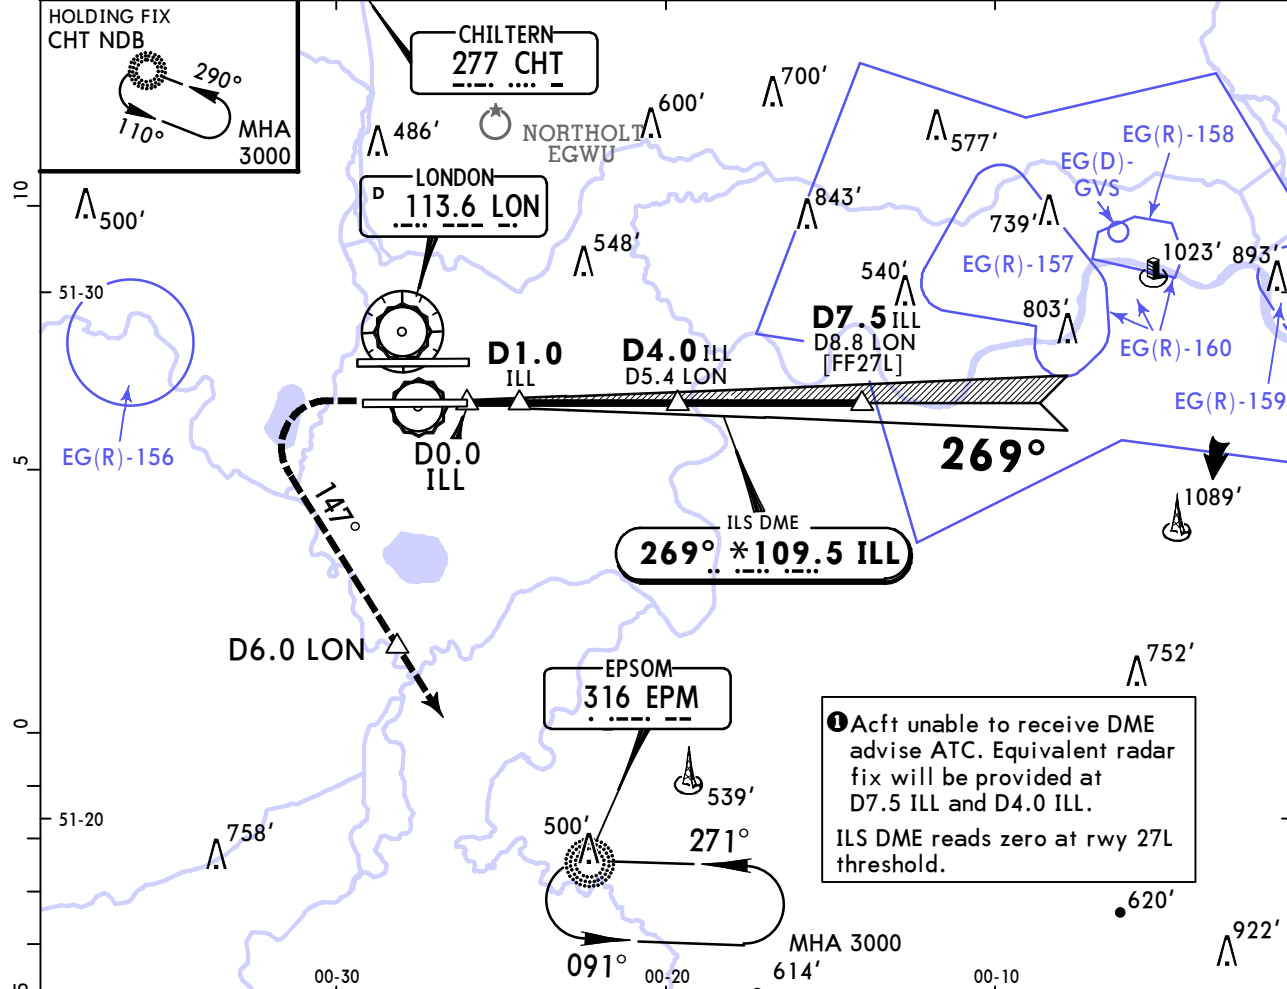 HOLDING FIX
CHT NDB
290°
110°
MHA
3000
CHILTERN
277 CHT
NORTHOLT
EGWU
486'
600'
700'
577'
EG(R)-158
EG(D)-
GVS
10
500'
LONDON
D
113.6 LON
548'
843'
739'
EG(R)-157
1023'
893'
540'
803'
51-30
D1.0
ILL
D4.0 ILL
D5.4 LON
D7.5 ILL
D8.8 LON
[FF27L]
EG(R)-160
EG(R)-159
EG(R)-156
D0.0
ILL
269°
5
147°
1089'
ILS DME
269° *109.5 ILL
D6.0 LON
752'
EPSOM
316 EPM
0
539'
1 Acft unable to receive DME
advise ATC. Equivalent radar
fix will be provided at
D7.5 ILL and D4.0 ILL.
ILS DME reads zero at rwy 27L
threshold.
51-20
758'
500'
271°
091°
MHA 3000
614'
620'
922'
5
00-30
00-20
00-10